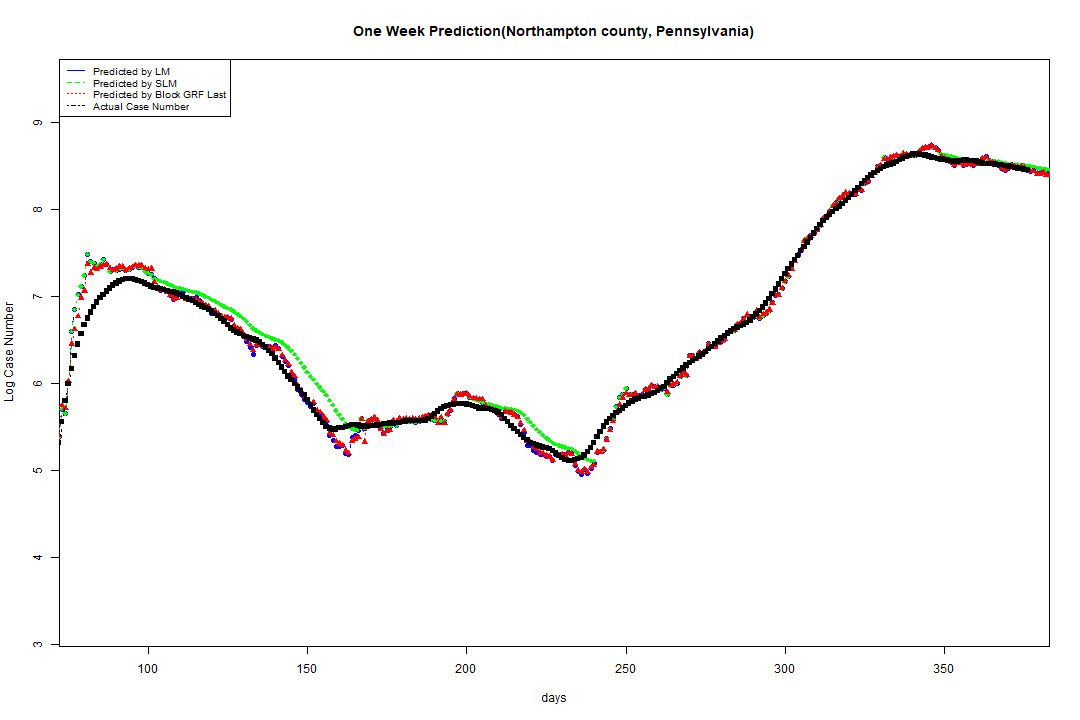 One Week Prediction(Northampton county, Pennsylvania)
Predicted by LM
Predicted by SLM
Predicted by Block GRF Last
Actual Case Number
9
8
7
6
5
4
3
Log Case Number
100 150 200 250 300 350
days